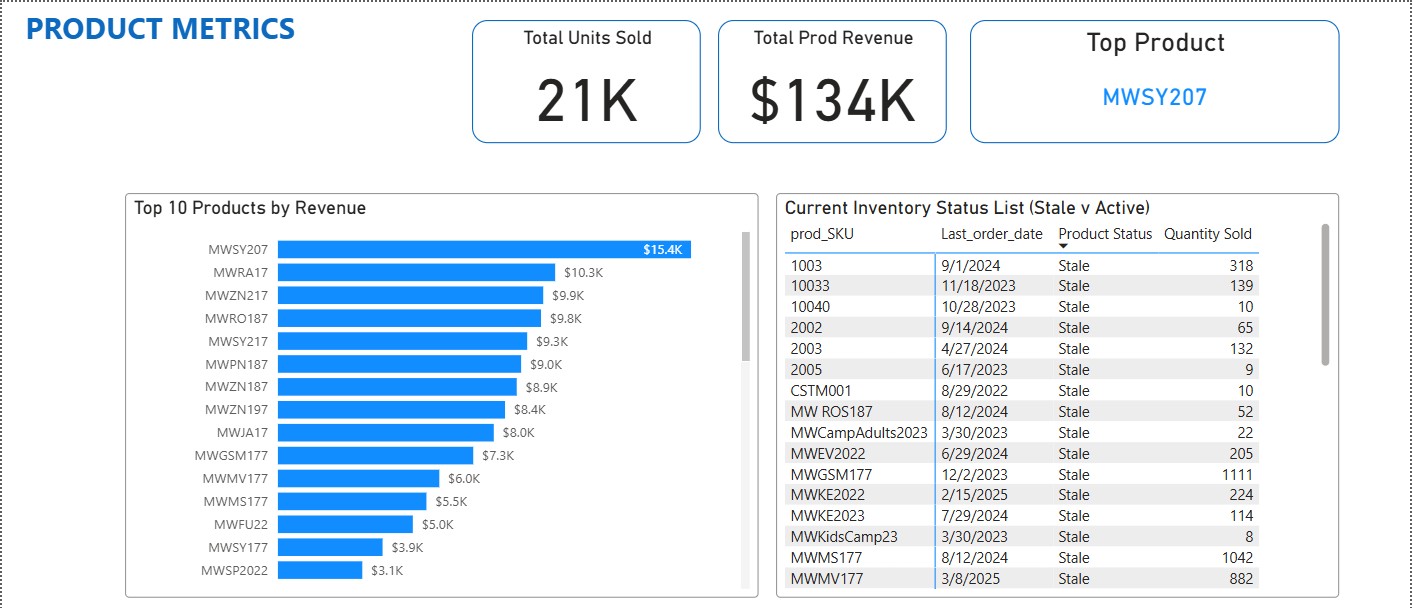 PRODUCT METRICS
Total Units Sold
21K
Total Prod Revenue
$134K
Top Product
MWSY207
Top 10 Products by Revenue
MWSY207 $15.4K
MWRA17 $10.3K
MWZN217 $9.9K
MWRO187 $9.8K
MWSY217 $9.3K
MWPN187 $9.0K
MWZN187 $8.9K
MWZN197 $8.4K
MWJA17 $8.0K
MWGSM177 $7.3K
MWMV177 $6.0K
MWMS177 $5.5K
MWFU22 $5.0K
MWSY177 $3.9K
MWSP2022 $3.1K
Current Inventory Status List (Stale v Active)
prod_SKU Last_order_date Product Status Quantity Sold
1003 9/1/2024 Stale 318
10033 11/18/2023 Stale 139
10040 10/28/2023 Stale 10
2002 9/14/2024 Stale 65
2003 4/27/2024 Stale 132
2005 6/17/2023 Stale 9
CSTM001 8/29/2022 Stale 10
MW ROS187 8/12/2024 Stale 52
MWCampAdults2023 3/30/2023 Stale 22
MWEV2022 6/29/2024 Stale 205
MWGSM177 12/2/2023 Stale 1111
MWKE2022 2/15/2025 Stale 224
MWKE2023 7/29/2024 Stale 114
MWKidsCamp23 3/30/2023 Stale 8
MWMS177 8/12/2024 Stale 1042
MWMV177 3/8/2025 Stale 882